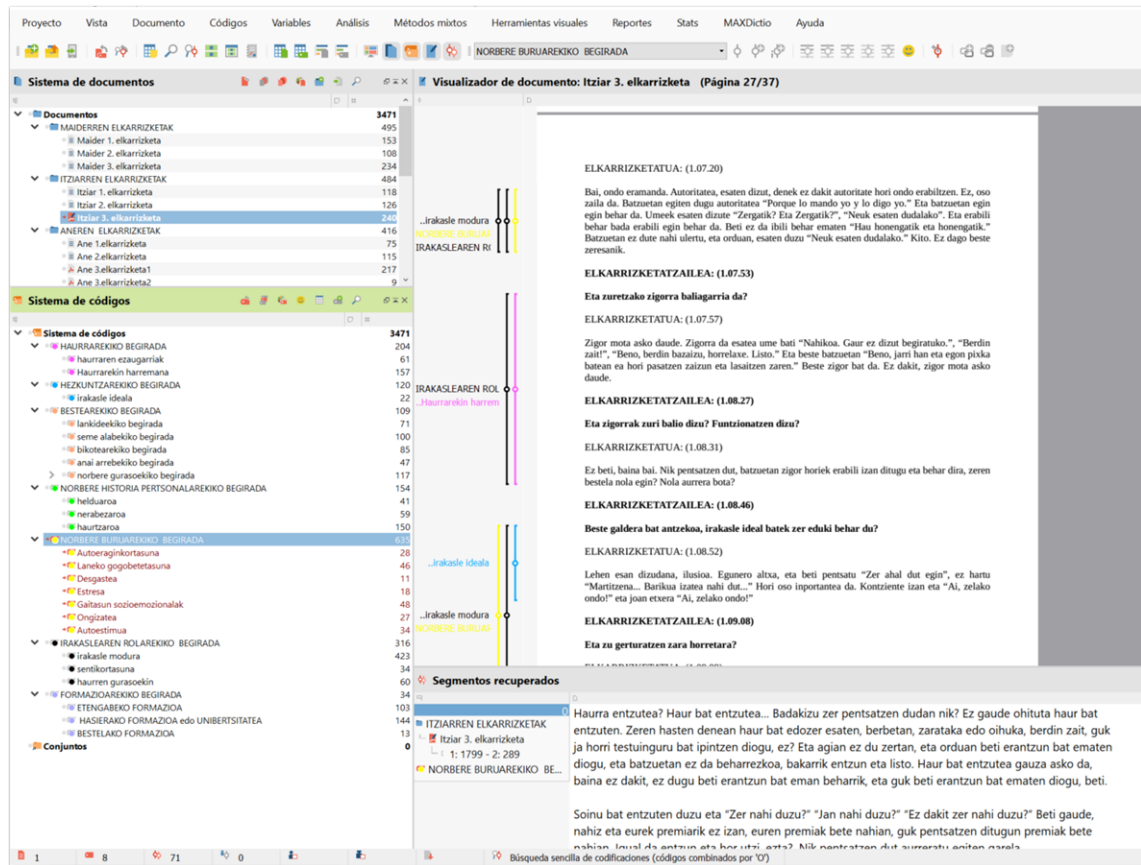 Proyecto Vista Documento Códigos Variables Análisis Métodos mixtos Herramientas visuales Reportes Stats MAXDictio Ayuda
NORBERE BURUAREKIKO BEGIRADA
Sistema de documentos
Documentos 3471
MAIDERREN ELKARRIZKETAK 495
Maider 1. elkarrizketa 153
Maider 2. elkarrizketa 108
Maider 3. elkarrizketa 234
ITZIARREN ELKARRIZKETAK 484
Itziar 1. elkarrizketa 118
Itziar 2. elkarrizketa 126
Itziar 3. elkarrizketa 240
ANEREN ELKARRIZKETAK 416
Ane 1.elkarrizketa 75
Ane 2.elkarrizketa 115
Ane 3.elkarrizketa1 217
Ane 3.elkarrizketa2 9
Sistema de códigos
Sistema de códigos 3471
HAURRAREKIKO BEGIRADA 204
haurraren ezaugarriak 61
Haurrarekin harremana 157
HEZKUNTZAREKIKO BEGIRADA 120
irakasle ideala 22
BESTEAREKIKO BEGIRADA 109
lankideekiko begirada 71
seme alabekiko begirada 100
bikotearekiko begirada 85
anai arrebekiko begirada 47
norbere gurasoekiko begirada 117
NORBERE HISTORIA PERTSONALAREKIKO BEGIRADA 154
helduaroa 41
nerabezaroa 59
haurtzaroa 150
NORBERE BURUAREKIKO BEGIRADA 635
Autoeraginkortasuna 28
Laneko gogobetetasuna 46
Desgastea 11
Estresa 18
Gaitasun sozioemozionalak 48
Ongizatea 27
Autoestimua 34
IRAKASLEAREN ROLAREKIKO BEGIRADA 316
irakasle modura 423
sentikortasuna 34
haurren gurasoekin 60
FORMAZIOAREKIKO BEGIRADA 34
ETENGABEKO FORMAZIOA 103
HASIERAKO FORMAZIOA edo UNIBERTSITATEA 144
BESTELAKO FORMAZIOA 13
Conjuntos 0
Visualizador de documento: Itziar 3. elkarrizketa (Página 27/37)
..irakasle modura
NORBERE BURUAR
IRAKASLEAREN R(
IRAKASLEAREN ROL
..Haurrarekin harrem
..irakasle ideala
..irakasle modura
NORBERE BURUAR
ELKARRIZKETATUA: (1.07.20)
Bai, ondo eramanda. Autoritatea, esaten dizut, denek ez dakit autoritate hori ondo erabiltzen. Ez, oso
zaila da. Batzuetan egiten dugu autoritatea “Porque lo mando yo y lo digo yo.” Eta batzuetan egin
egin behar da. Umeek esaten dizute “Zergatik? Eta Zergatik?”, “Neuk esaten dudalako”. Eta erabili
behar bada erabili egin behar da. Beti ez da ibili behar ematen “Hau honengatik eta honengatik.”
Batzuetan ez dute nahi ulertu, eta orduan, esaten duzu “Neuk esaten dudalako.” Kito. Ez dago beste
zeresanik.
ELKARRIZKETATZAILEA: (1.07.53)
Eta zuretzako zigorra baliagarria da?
ELKARRIZKETATUA: (1.07.57)
Zigor mota asko daude. Zigorra da esatea ume bati “Nahikoa. Gaur ez dizut begiratuko.”, “Berdin
zait!”, “Beno, berdin bazaizu, horrelaxe. Listo.” Eta beste batzuetan “Beno, jarri han eta egon pixka
batean ea hori pasatzen zaizun eta lasaitzen zaren.” Beste zigor bat da. Ez dakit, zigor mota asko
daude.
ELKARRIZKETATZAILEA: (1.08.27)
Eta zigorrak zuri balio dizu? Funtzionatzen dizu?
ELKARRIZKETATUA: (1.08.31)
Ez beti, baina bai. Nik pentsatzen dut, batzuetan zigor horiek erabili izan ditugu eta behar dira, zeren
bestela nola egin? Nola aurrera bota?
ELKARRIZKETATZAILEA: (1.08.46)
Beste galdera bat antzekoa, irakasle ideal batek zer eduki behar du?
ELKARRIZKETATUA: (1.08.52)
Lehen esan dizudana, ilusioa. Egunero altxa, eta beti pentsatu “Zer ahal dut egin”, ez hartu
“Martitzena... Barikua izatea nahi dut...” Hori oso inportantea da. Kontziente izan eta “Ai, zelako
ondo!” eta joan etxera “Ai, zelako ondo!”
ELKARRIZKETATZAILEA: (1.09.08)
Eta zu gerturatzen zara horretara?
Segmentos recuperados
0
ITZIARREN ELKARRIZKETAK
Itziar 3. elkarrizketa
1: 1799 - 2: 289
NORBERE BURUAREKIKO BE...
Haurra entzutea? Haur bat entzutea... Badakizu zer pentsatzen dudan nik? Ez gaude ohituta haur bat
entzuten. Zeren hasten denean haur bat edozer esaten, berbetan, zarataka edo oihuka, berdin zait, guk
ja horri testuinguru bat ipintzen diogu, ez? Eta agian ez du zertan, eta orduan beti erantzun bat ematen
diogu, eta batzuetan ez da beharrezkoa, bakarrik entzun eta listo. Haur bat entzutea gauza asko da,
baina ez dakit, ez dugu beti erantzun bat eman beharrik, eta guk beti erantzun bat ematen diogu, beti.
Soinu bat entzuten duzu eta “Zer nahi duzu?” “Jan nahi duzu?” “Ez dakit zer nahi duzu?” Beti gaude,
nahiz eta eurek premiarik ez izan, euren premiak bete nahian, guk pentsatzen ditugun premiak bete
nahian. Igual da entzun eta hor utzi, ezta? Nik pentsatzen dut aurreratu egiten garela
1 8 71 0 Búsqueda sencilla de codificaciones (códigos combinados por 'O')